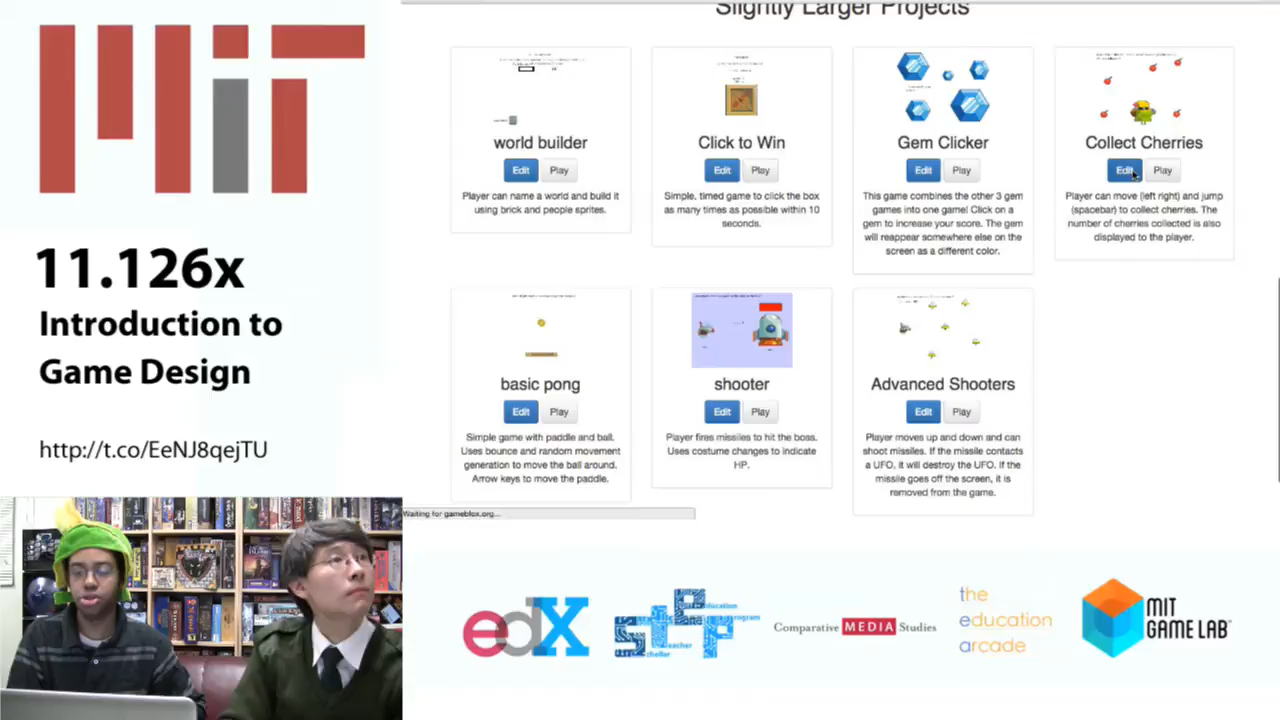 MIT
11.126x
Introduction to
Game Design
http://t.co/EeNJ8qejTU
Slightly Larger Projects
world builder
Edit Play
Player can name a world and build it
using brick and people sprites.
Click to Win
Edit Play
Simple, timed game to click the box
as many times as possible within 10
seconds.
Gem Clicker
Edit Play
This game combines the other 3 gem
games into one game! Click on a
gem to increase your score. The gem
will reappear somewhere else on the
screen as a different color.
Collect Cherries
Edit Play
Player can move (left right) and jump
(spacebar) to collect cherries. The
number of cherries collected is also
displayed to the player.
basic pong
Edit Play
Simple game with paddle and ball.
Uses bounce and random movement
generation to move the ball around.
Arrow keys to move the paddle.
shooter
Edit Play
Player fires missiles to hit the boss.
Uses costume changes to indicate
HP.
Advanced Shooters
Edit Play
Player moves up and down and can
shoot missiles. If the missile contacts
a UFO, it will destroy the UFO. If the
missile goes off the screen, it is
removed from the game.
Waiting for gameblox.org...
edX
step
education
program
teacher
scheller
Comparative MEDIA Studies
the
education
arcade
MIT
GAME LAB